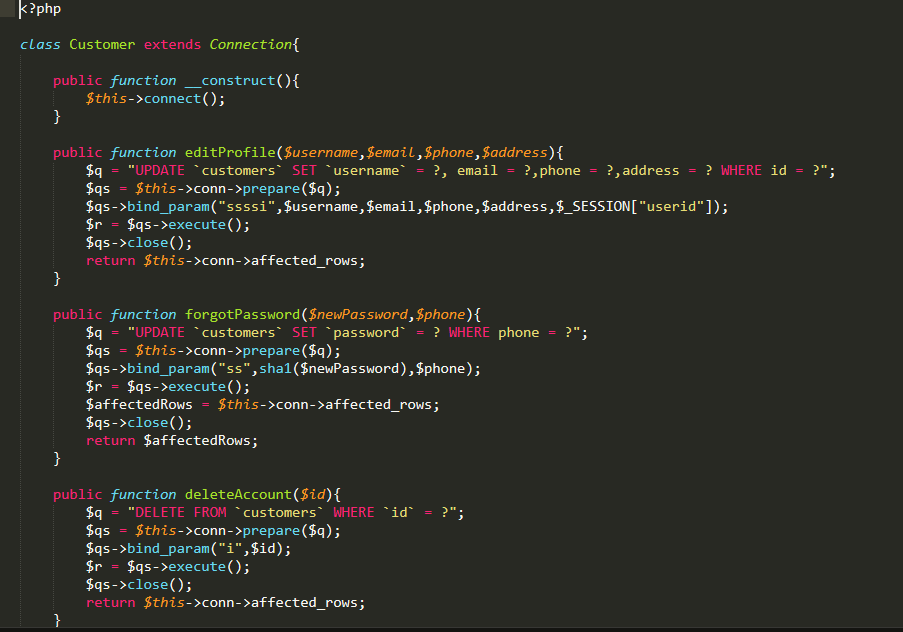 <?php
class Customer extends Connection{
public function __construct(){
$this->connect();
}
public function editProfile($username,$email,$phone,$address){
$q = "UPDATE `customers` SET `username` = ?, email = ?,phone = ?,address = ? WHERE id = ?";
$qs = $this->conn->prepare($q);
$qs->bind_param("ssssi",$username,$email,$phone,$address,$_SESSION["userid"]);
$r = $qs->execute();
$qs->close();
return $this->conn->affected_rows;
}
public function forgotPassword($newPassword,$phone){
$q = "UPDATE `customers` SET `password` = ? WHERE phone = ?";
$qs = $this->conn->prepare($q);
$qs->bind_param("ss",sha1($newPassword),$phone);
$r = $qs->execute();
$affectedRows = $this->conn->affected_rows;
$qs->close();
return $affectedRows;
}
public function deleteAccount($id){
$q = "DELETE FROM `customers` WHERE `id` = ?";
$qs = $this->conn->prepare($q);
$qs->bind_param("i",$id);
$r = $qs->execute();
$qs->close();
return $this->conn->affected_rows;
}